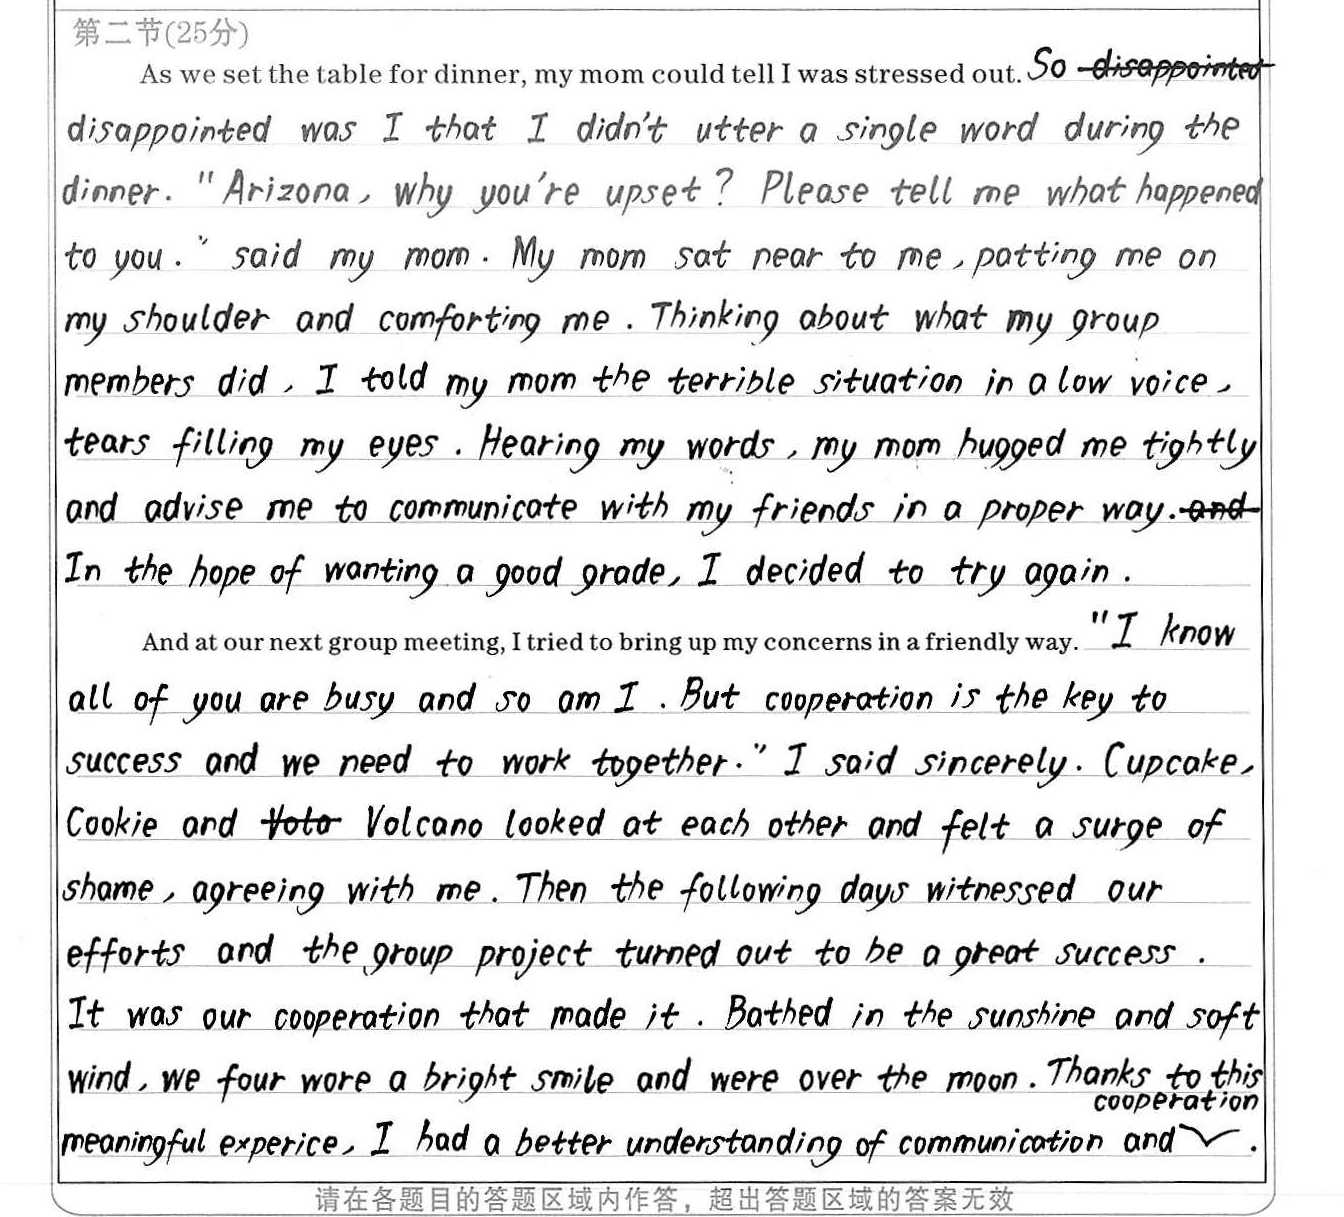 第二节(25分)
As we set the table for dinner, my mom could tell I was stressed out. So disappointed
disappointed was I that I didn't utter a single word during the
dinner. "Arizona, why you're upset? Please tell me what happened
to you." said my mom. My mom sat near to me, patting me on
my shoulder and comforting me. Thinking about what my group
members did, I told my mom the terrible situation in a low voice,
tears filling my eyes. Hearing my words, my mom hugged me tightly
and advise me to communicate with my friends in a proper way. and
In the hope of wanting a good grade, I decided to try again.
And at our next group meeting, I tried to bring up my concerns in a friendly way. "I know
all of you are busy and so am I. But cooperation is the key to
success and we need to work together." I said sincerely. Cupcake,
Cookie and Volcano looked at each other and felt a surge of
shame, agreeing with me. Then the following days witnessed our
efforts and the group project turned out to be a great success.
It was our cooperation that made it. Bathed in the sunshine and soft
wind, we four wore a bright smile and were over the moon. Thanks to this
cooperation
meaningful experice, I had a better understanding of communication and .
请在各题目的答题区域内作答，超出答题区域的答案无效